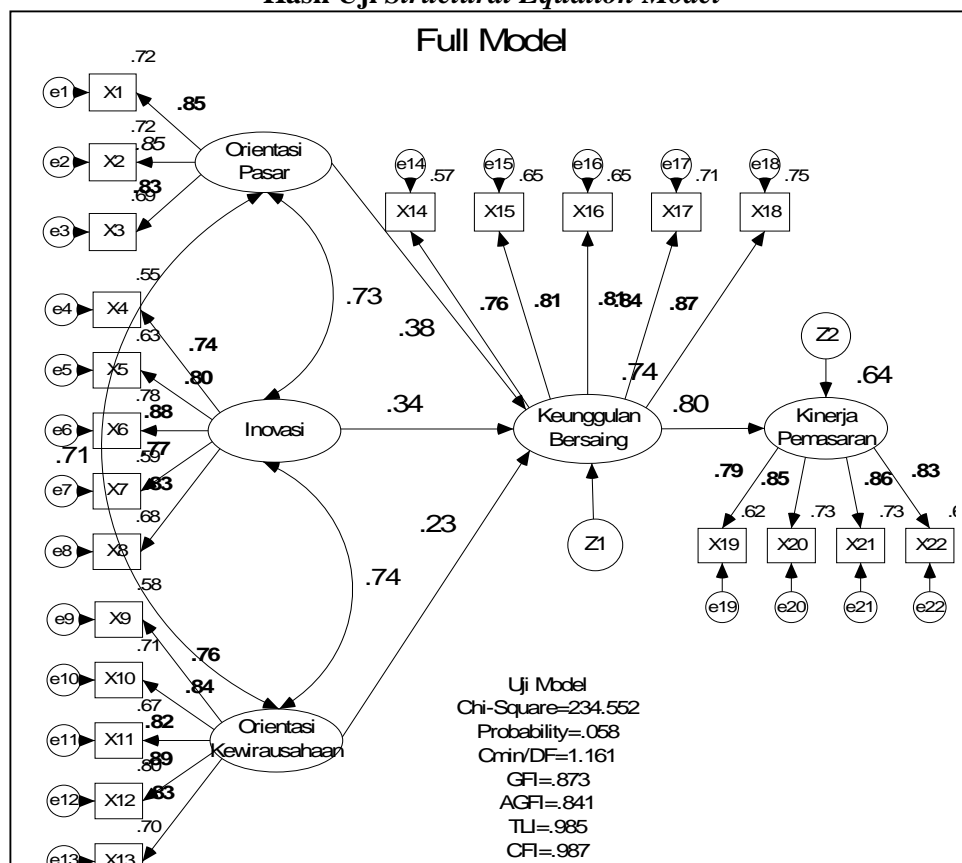 Hasil Uji Structural Equation Model
Full Model
.72
e1
X1
.85
.72
e2
X2
.85
Orientasi
Pasar
.83
.69
e3
X3
e14
e15
e16
e17
e18
.57
.65
.65
.71
.75
X14
X15
X16
X17
X18
.76
.81
.81
.84
.87
.55
e4
X4
.74
.63
e5
X5
.80
.78
e6
X6
.88
Inovasi
.77
.59
e7
X7
.83
.68
e8
X8
.71
.73
.38
.34
.23
.74
.74
Keunggulan
Bersaing
Z1
.80
Z2
.64
Kinerja
Pemasaran
.79
.85
.86
.83
.62
.73
.73
X19
X20
X21
X22
e19
e20
e21
e22
.58
e9
X9
.76
.71
e10
X10
.84
.67
e11
X11
.82
Orientasi
Kewirausahaan
.89
.80
e12
X12
.83
.70
e13
X13
Uji Model
Chi-Square=234.552
Probability=.058
Cmin/DF=1.161
GFI=.873
AGFI=.841
TLI=.985
CFI=.987